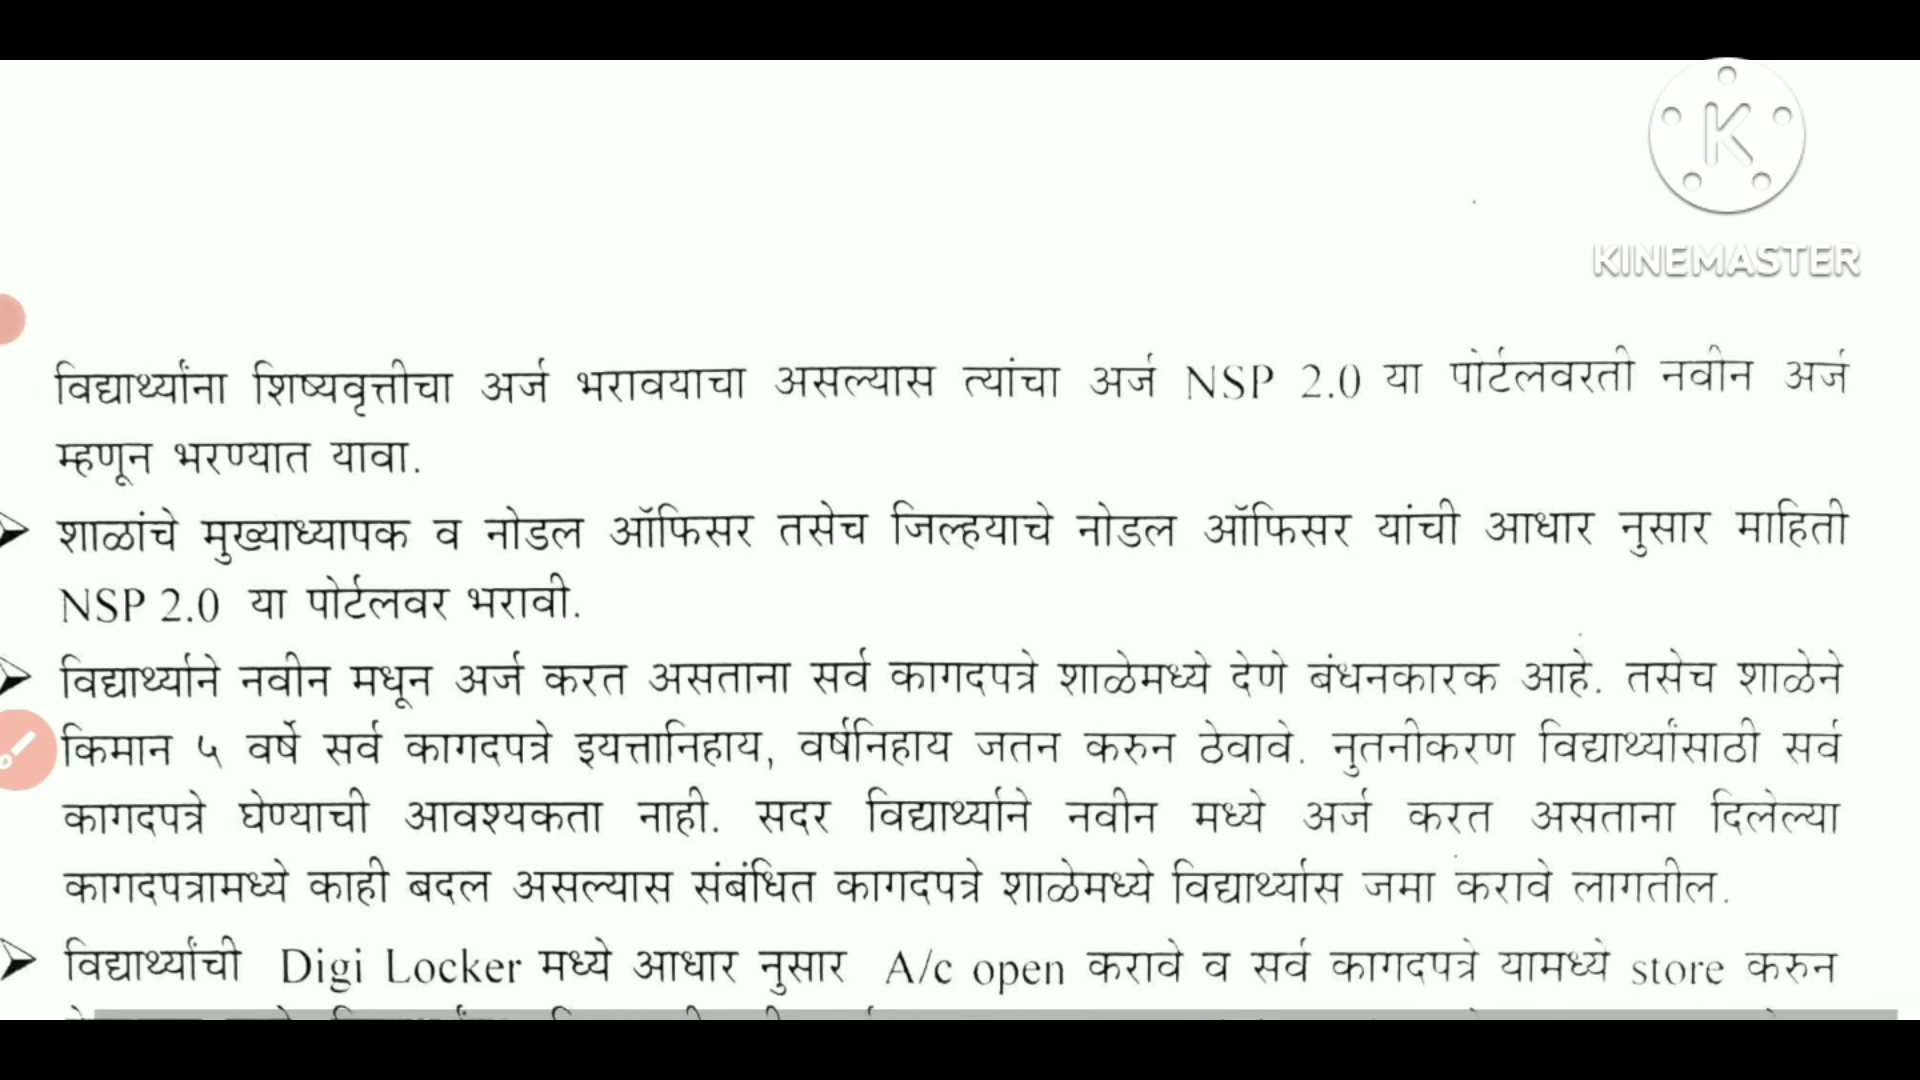 KINEMASTER
विद्यार्थ्यांना शिष्यवृत्तीचा अर्ज भरावयाचा असल्यास त्यांचा अर्ज NSP 2.0 या पोर्टलवरती नवीन अर्ज
म्हणून भरण्यात यावा.
शाळांचे मुख्याध्यापक व नोडल ऑफिसर तसेच जिल्हयाचे नोडल ऑफिसर यांची आधार नुसार माहिती
NSP 2.0 या पोर्टलवर भरावी.
विद्यार्थ्याने नवीन मधून अर्ज करत असताना सर्व कागदपत्रे शाळेमध्ये देणे बंधनकारक आहे. तसेच शाळेने
किमान ५ वर्षे सर्व कागदपत्रे इयत्तानिहाय, वर्षनिहाय जतन करुन ठेवावे. नुतनीकरण विद्यार्थ्यांसाठी सर्व
कागदपत्रे घेण्याची आवश्यकता नाही. सदर विद्यार्थ्याने नवीन मध्ये अर्ज करत असताना दिलेल्या
कागदपत्रामध्ये काही बदल असल्यास संबंधित कागदपत्रे शाळेमध्ये विद्यार्थ्यास जमा करावे लागतील.
विद्यार्थ्यांची Digi Locker मध्ये आधार नुसार A/c open करावे व सर्व कागदपत्रे यामध्ये store करुन